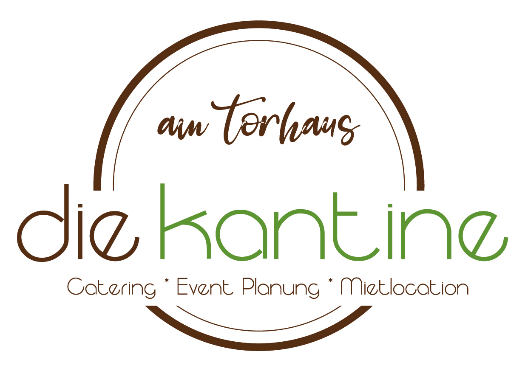 am Torhaus
die kantine
Catering * Event Planung * Mietlocation